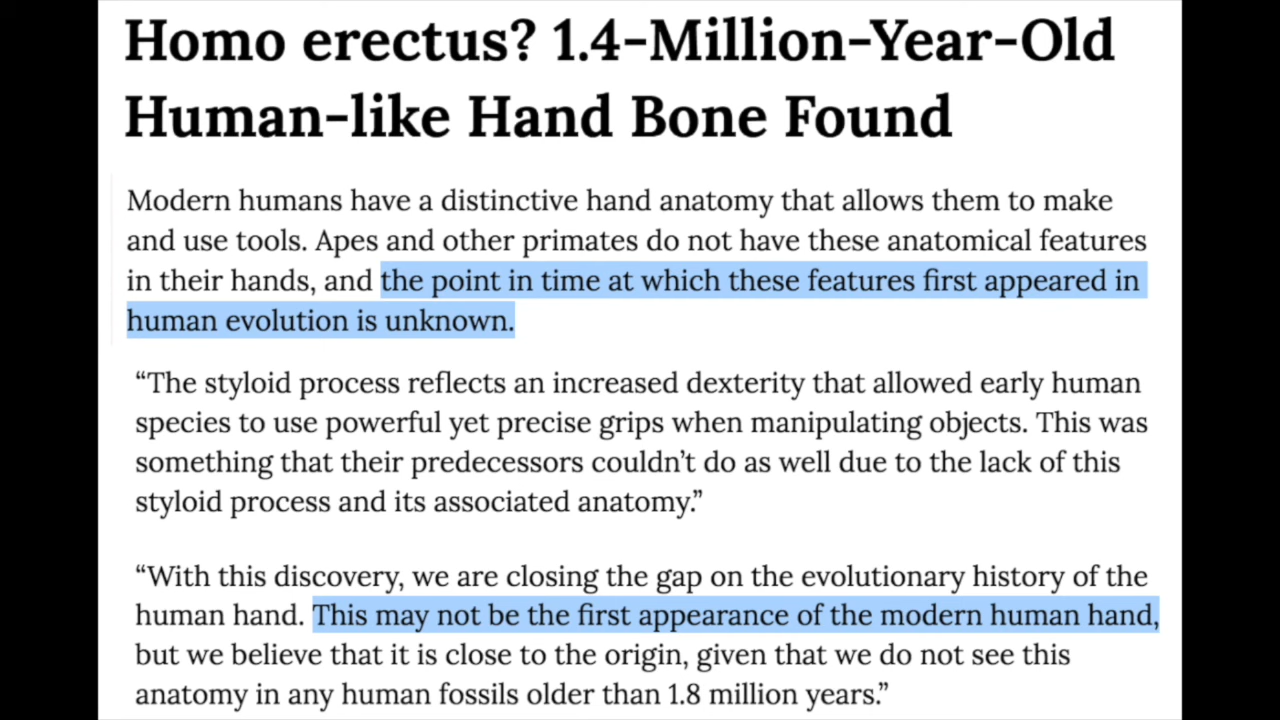 Homo erectus? 1.4-Million-Year-Old
Human-like Hand Bone Found
Modern humans have a distinctive hand anatomy that allows them to make
and use tools. Apes and other primates do not have these anatomical features
in their hands, and the point in time at which these features first appeared in
human evolution is unknown.
“The styloid process reflects an increased dexterity that allowed early human
species to use powerful yet precise grips when manipulating objects. This was
something that their predecessors couldn’t do as well due to the lack of this
styloid process and its associated anatomy.”
“With this discovery, we are closing the gap on the evolutionary history of the
human hand. This may not be the first appearance of the modern human hand,
but we believe that it is close to the origin, given that we do not see this
anatomy in any human fossils older than 1.8 million years.”